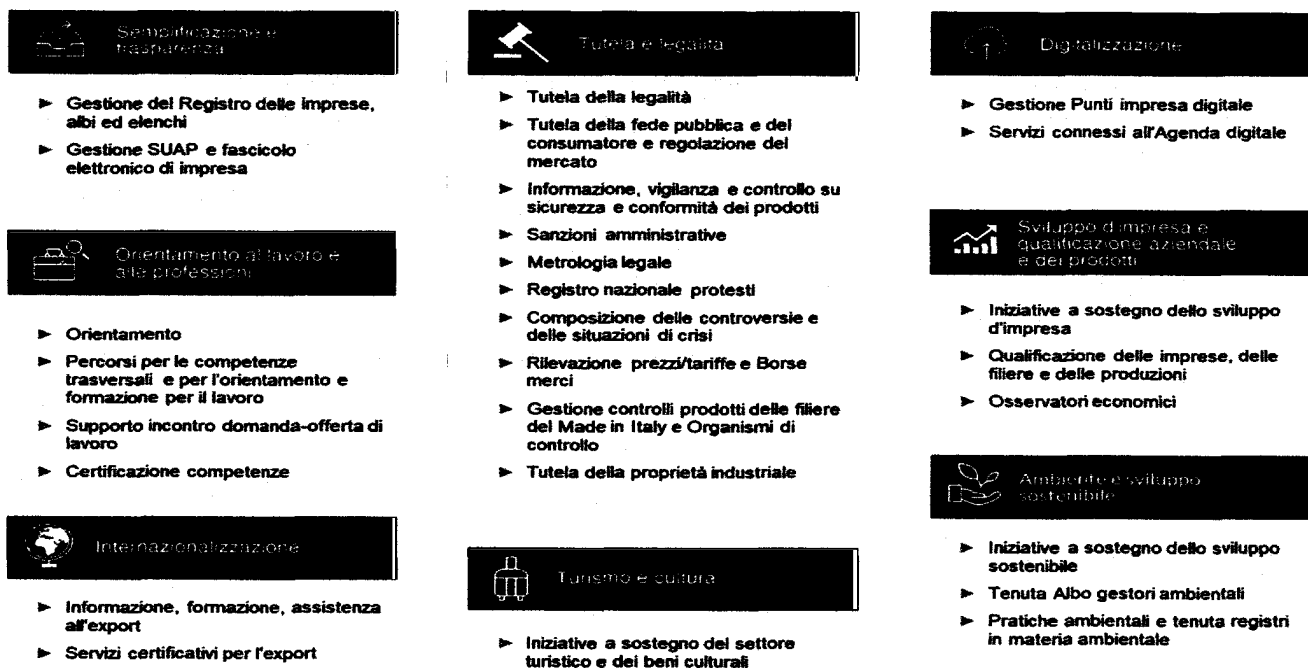 Semplificazione e
trasparenza
► Gestione del Registro delle imprese,
albi ed elenchi
► Gestione SUAP e fascicolo
elettronico di impresa
Orientamento al lavoro e
alle professioni
► Orientamento
► Percorsi per le competenze
trasversali e per l'orientamento e
formazione per il lavoro
► Supporto incontro domanda-offerta di
lavoro
► Certificazione competenze
Internazionalizzazione
► Informazione, formazione, assistenza
all'export
► Servizi certificativi per l'export
Tutela e legalità
► Tutela della legalità
► Tutela della fede pubblica e del
consumatore e regolazione del
mercato
► Informazione, vigilanza e controllo su
sicurezza e conformità dei prodotti
► Sanzioni amministrative
► Metrologia legale
► Registro nazionale protesti
► Composizione delle controversie e
delle situazioni di crisi
► Rilevazione prezzi/tariffe e Borse
merci
► Gestione controlli prodotti delle filiere
del Made in Italy e Organismi di
controllo
► Tutela della proprietà industriale
Turismo e cultura
► Iniziative a sostegno del settore
turistico e dei beni culturali
Digitalizzazione
► Gestione Punti impresa digitale
► Servizi connessi all'Agenda digitale
Sviluppo d'impresa e
qualificazione aziendale
e dei prodotti
► Iniziative a sostegno dello sviluppo
d'impresa
► Qualificazione delle imprese, delle
filiere e delle produzioni
► Osservatori economici
Ambiente e sviluppo
sostenibile
► Iniziative a sostegno dello sviluppo
sostenibile
► Tenuta Albo gestori ambientali
► Pratiche ambientali e tenuta registri
in materia ambientale